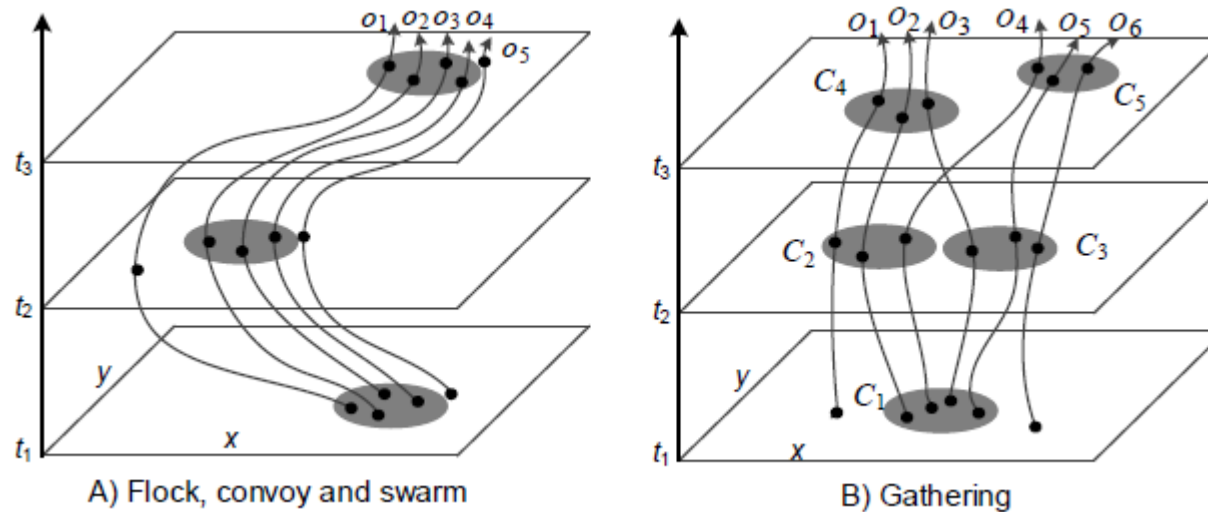 o1 o2 o3 o4
o5
t3
t2
y
x
t1
A) Flock, convoy and swarm
o1 o2 o3 o4 o5 o6
C4
C5
t3
C2
C3
t2
y
C1
x
t1
B) Gathering